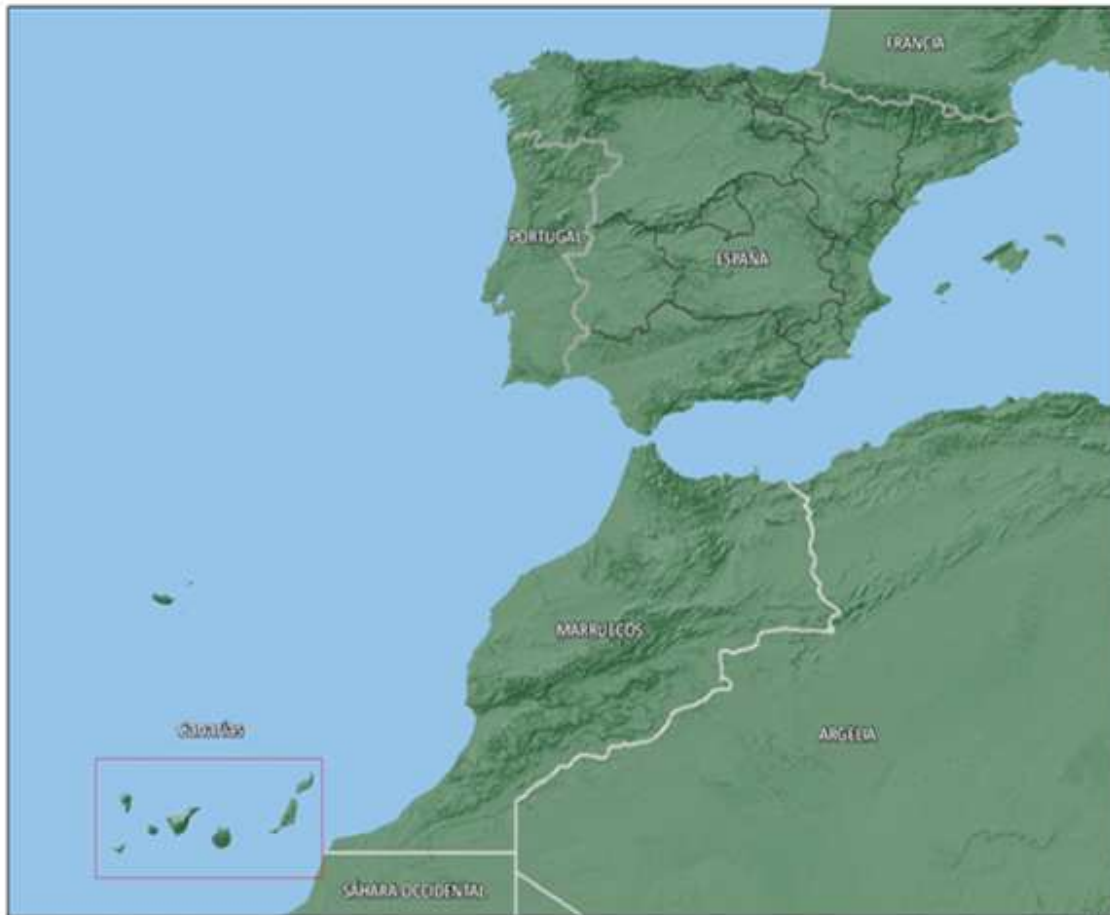 FRANCIA
PORTUGAL
ESPAÑA
MARRUECOS
Canarias
ARGELIA
SÁHARA OCCIDENTAL